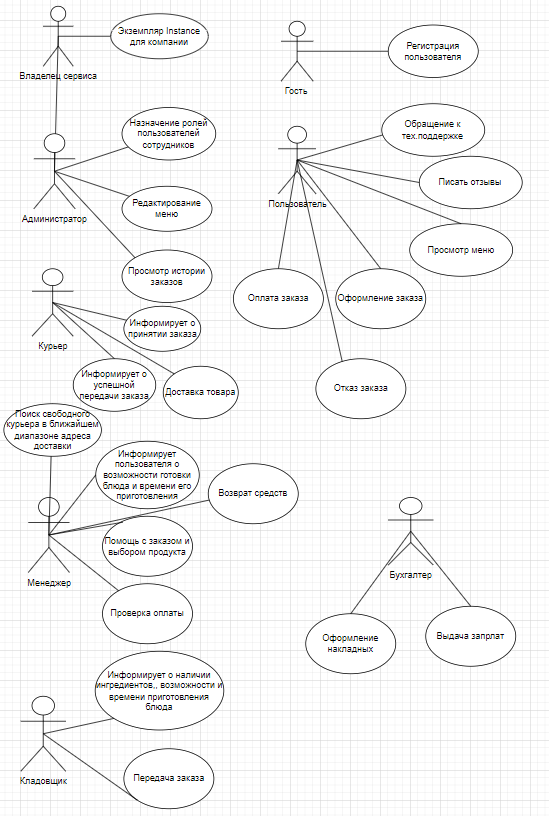 Экземпляр Instance
для компании
Владелец сервиса
Регистрация
пользователя
Гость
Назначение ролей
пользователей
сотрудников
Редактирование
меню
Просмотр истории
заказов
Администратор
Обращение к
тех.поддержке
Писать отзывы
Просмотр меню
Оформление заказа
Оплата заказа
Отказ заказа
Пользователь
Информирует о
принятии заказа
Доставка товара
Информирует о
успешной
передачи заказа
Курьер
Поиск свободного
курьера в ближайшем
диапазоне адреса
доставки
Информирует
пользователя о
возможности готовки
блюда и времени его
приготовления
Возврат средств
Помощь с заказом и
выбором продукта
Проверка оплаты
Менеджер
Бухгалтер
Оформление
накладных
Выдача запрлат
Информирует о наличии
ингредиентов,, возможности и
времени приготовления
блюда
Передача заказа
Кладовщик